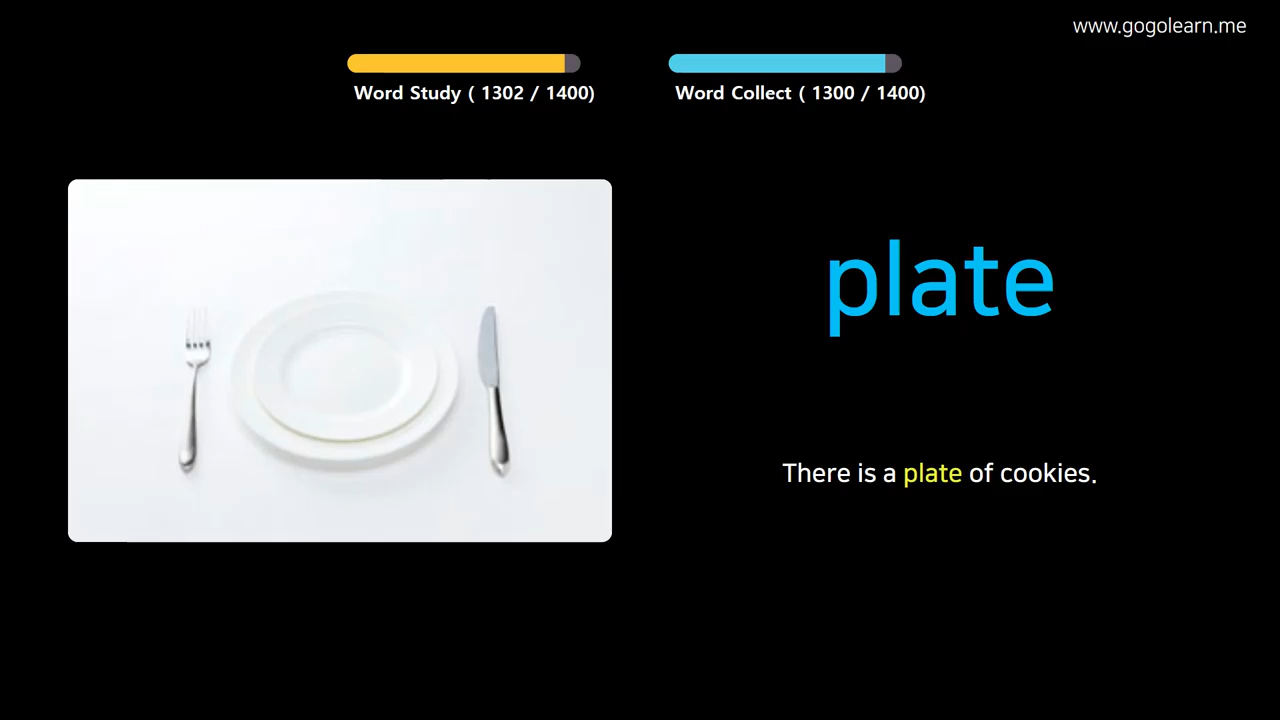 www.gogolearn.me
Word Study ( 1302 / 1400)
Word Collect ( 1300 / 1400)
plate
There is a plate of cookies.